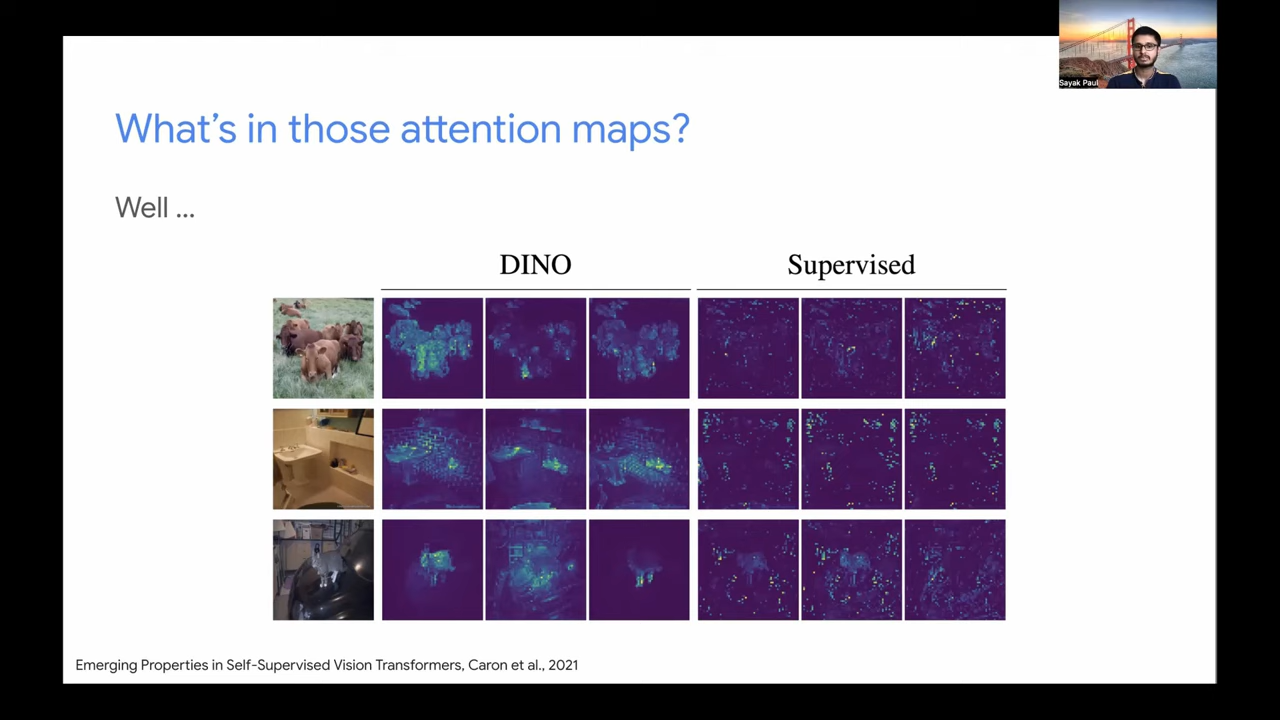 Sayak Paul
What's in those attention maps?
Well ...
DINO
Supervised
Emerging Properties in Self-Supervised Vision Transformers, Caron et al., 2021